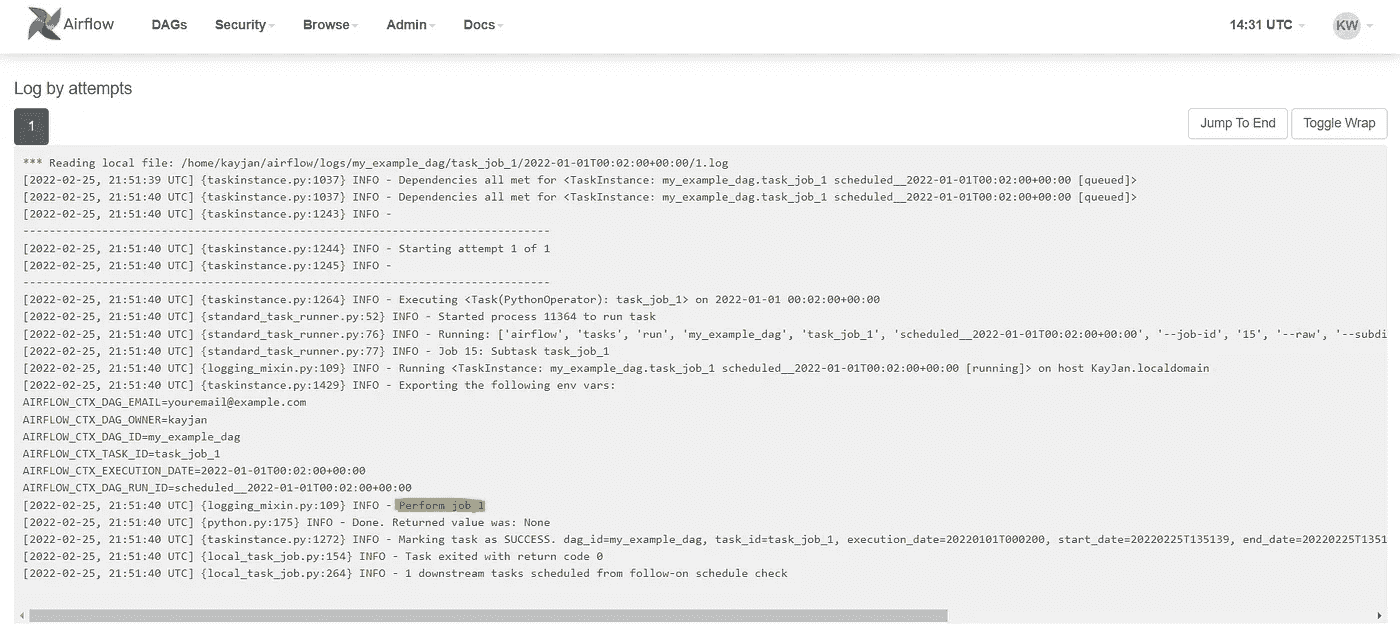 Airflow DAGs Security Browse Admin Docs 14:31 UTC KW
Log by attempts
1
Jump To End Toggle Wrap
*** Reading local file: /home/kayjan/airflow/logs/my_example_dag/task_job_1/2022-01-01T00:02:00+00:00/1.log
[2022-02-25, 21:51:39 UTC] {taskinstance.py:1037} INFO - Dependencies all met for <TaskInstance: my_example_dag.task_job_1 scheduled__2022-01-01T00:02:00+00:00 [queued]>
[2022-02-25, 21:51:40 UTC] {taskinstance.py:1037} INFO - Dependencies all met for <TaskInstance: my_example_dag.task_job_1 scheduled__2022-01-01T00:02:00+00:00 [queued]>
[2022-02-25, 21:51:40 UTC] {taskinstance.py:1243} INFO -
--------------------------------------------------------------------------------
[2022-02-25, 21:51:40 UTC] {taskinstance.py:1244} INFO - Starting attempt 1 of 1
[2022-02-25, 21:51:40 UTC] {taskinstance.py:1245} INFO -
--------------------------------------------------------------------------------
[2022-02-25, 21:51:40 UTC] {taskinstance.py:1264} INFO - Executing <Task(PythonOperator): task_job_1> on 2022-01-01 00:02:00+00:00
[2022-02-25, 21:51:40 UTC] {standard_task_runner.py:52} INFO - Started process 11364 to run task
[2022-02-25, 21:51:40 UTC] {standard_task_runner.py:76} INFO - Running: ['airflow', 'tasks', 'run', 'my_example_dag', 'task_job_1', 'scheduled__2022-01-01T00:02:00+00:00', '--job-id', '15', '--raw', '--subdi
[2022-02-25, 21:51:40 UTC] {standard_task_runner.py:77} INFO - Job 15: Subtask task_job_1
[2022-02-25, 21:51:40 UTC] {logging_mixin.py:109} INFO - Running <TaskInstance: my_example_dag.task_job_1 scheduled__2022-01-01T00:02:00+00:00 [running]> on host KayJan.localdomain
[2022-02-25, 21:51:40 UTC] {taskinstance.py:1429} INFO - Exporting the following env vars:
AIRFLOW_CTX_DAG_EMAIL=youremail@example.com
AIRFLOW_CTX_DAG_OWNER=kayjan
AIRFLOW_CTX_DAG_ID=my_example_dag
AIRFLOW_CTX_TASK_ID=task_job_1
AIRFLOW_CTX_EXECUTION_DATE=2022-01-01T00:02:00+00:00
AIRFLOW_CTX_DAG_RUN_ID=scheduled__2022-01-01T00:02:00+00:00
[2022-02-25, 21:51:40 UTC] {logging_mixin.py:109} INFO - Perform job 1
[2022-02-25, 21:51:40 UTC] {python.py:175} INFO - Done. Returned value was: None
[2022-02-25, 21:51:40 UTC] {taskinstance.py:1272} INFO - Marking task as SUCCESS. dag_id=my_example_dag, task_id=task_job_1, execution_date=20220101T000200, start_date=20220225T135139, end_date=20220225T1351
[2022-02-25, 21:51:40 UTC] {local_task_job.py:154} INFO - Task exited with return code 0
[2022-02-25, 21:51:40 UTC] {local_task_job.py:264} INFO - 1 downstream tasks scheduled from follow-on schedule check